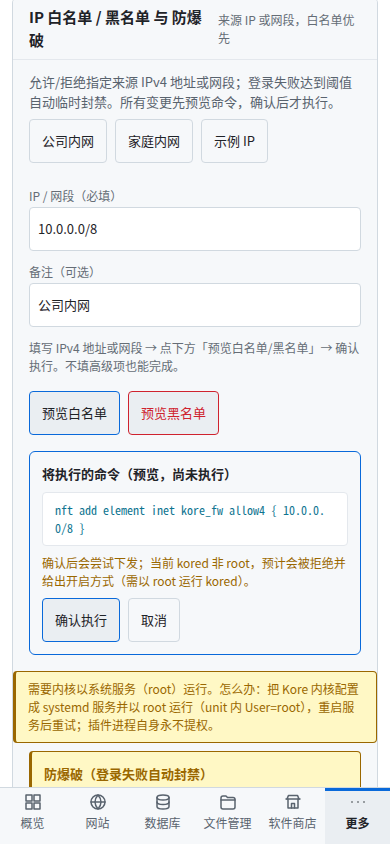 IP 白名单 / 黑名单 与 防爆
破
来源 IP 或网段，白名单优
先
允许/拒绝指定来源 IPv4 地址或网段；登录失败达到阈值
自动临时封禁。所有变更先预览命令，确认后才执行。
公司内网
家庭内网
示例 IP
IP / 网段（必填）
10.0.0.0/8
备注（可选）
公司内网
填写 IPv4 地址或网段 → 点下方「预览白名单/黑名单」→ 确认
执行。不填高级项也能完成。
预览白名单
预览黑名单
将执行的命令（预览，尚未执行）
nft add element inet kore_fw allow4 { 10.0.0.
0/8 }
确认后会尝试下发；当前 kored 非 root，预计会被拒绝并
给出开启方式（需以 root 运行 kored）。
确认执行
取消
需要内核以系统服务（root）运行。怎么办：把 Kore 内核配置
成 systemd 服务并以 root 运行（unit 内 User=root），重启服
务后重试；插件进程自身永不提权。
防爆破（登录失败自动封禁）
概览
网站
数据库
文件管理
软件商店
更多